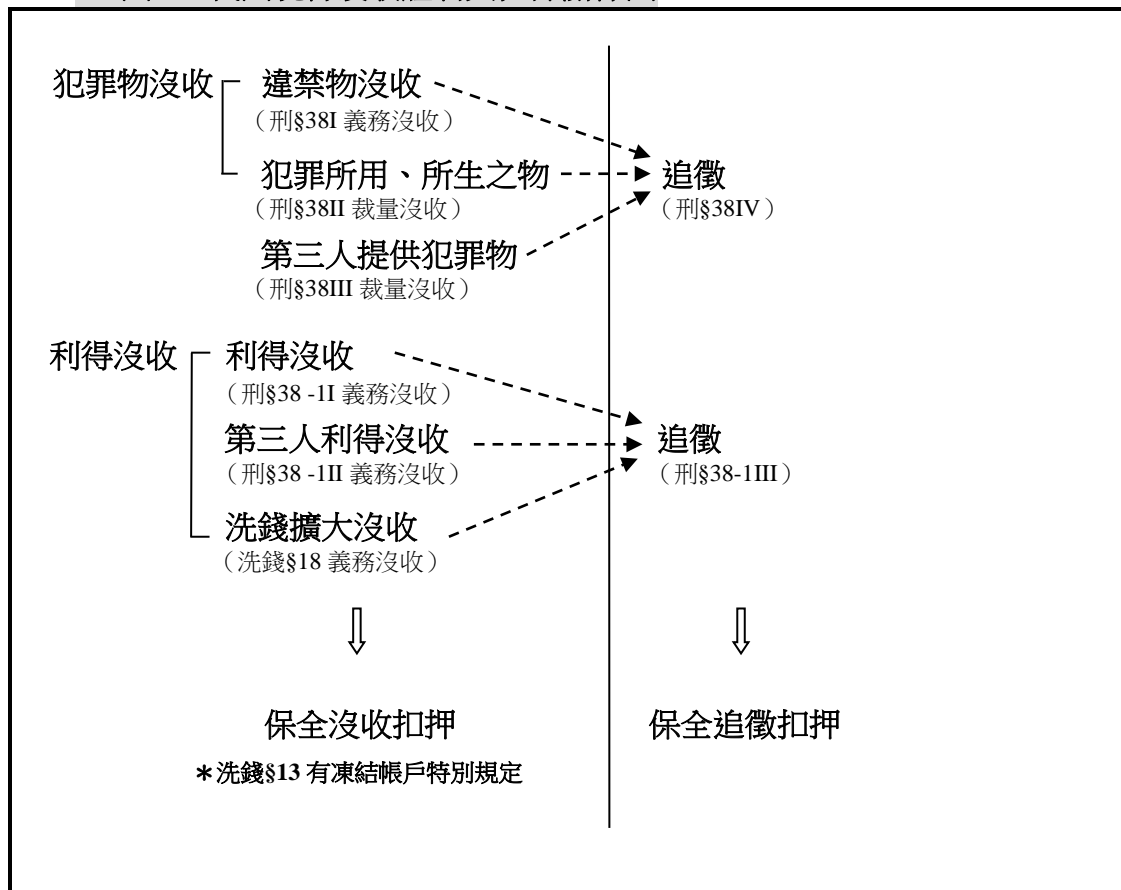 犯罪物沒收
違禁物沒收
（刑§38I 義務沒收）
犯罪所用、所生之物
（刑§38II 裁量沒收）
第三人提供犯罪物
（刑§38III 裁量沒收）
追徵
（刑§38IV）
利得沒收
利得沒收
（刑§38 -1I 義務沒收）
第三人利得沒收
（刑§38 -1II 義務沒收）
洗錢擴大沒收
（洗錢§18 義務沒收）
追徵
（刑§38-1III）
保全沒收扣押
＊洗錢§13 有凍結帳戶特別規定
保全追徵扣押